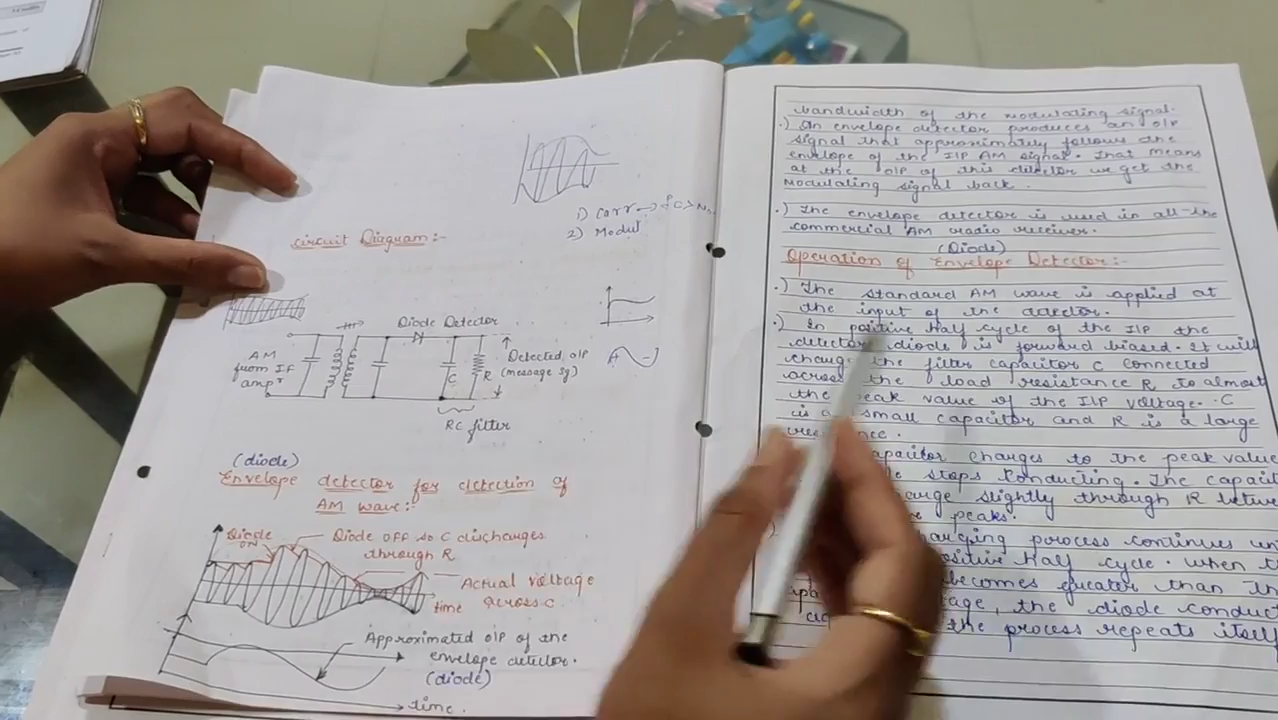 1) Carr → fc >
2) Modul
Circuit Diagram:-
Diode Detector
AM
from IF
ampr
C
R
Detected O/P
(message sg)
RC filter
(diode)
Envelope detector for detection of
AM wave:-
Diode
ON
Diode OFF so C discharges
through R
Actual voltage
across C
time
Approximated O/P of the
envelope detector.
(diode)
time.
bandwidth of the modulating signal.
.) An envelope detector produces an O/P
signal that approximately follows the
envelope of the I/P AM signal. That means
at the O/P of this detector we get the
Modulating signal back.
.) The envelope detector is used in all the
commercial AM radio receiver.
(Diode)
Operation of Envelope Detector:-
.) The standard AM wave is applied at
the input of the detector.
.) In positive half cycle of the I/P the
detector diode is forward biased. It will
charge the filter capacitor C connected
across the load resistance R to almost
the peak value of the I/P voltage. C
is a small capacitor and R is a large
capacitor charges to the peak value
stops conducting. The
slightly through R
peaks.
process continues
positive half cycle. When
becomes greater than
the diode
the process repeats itself